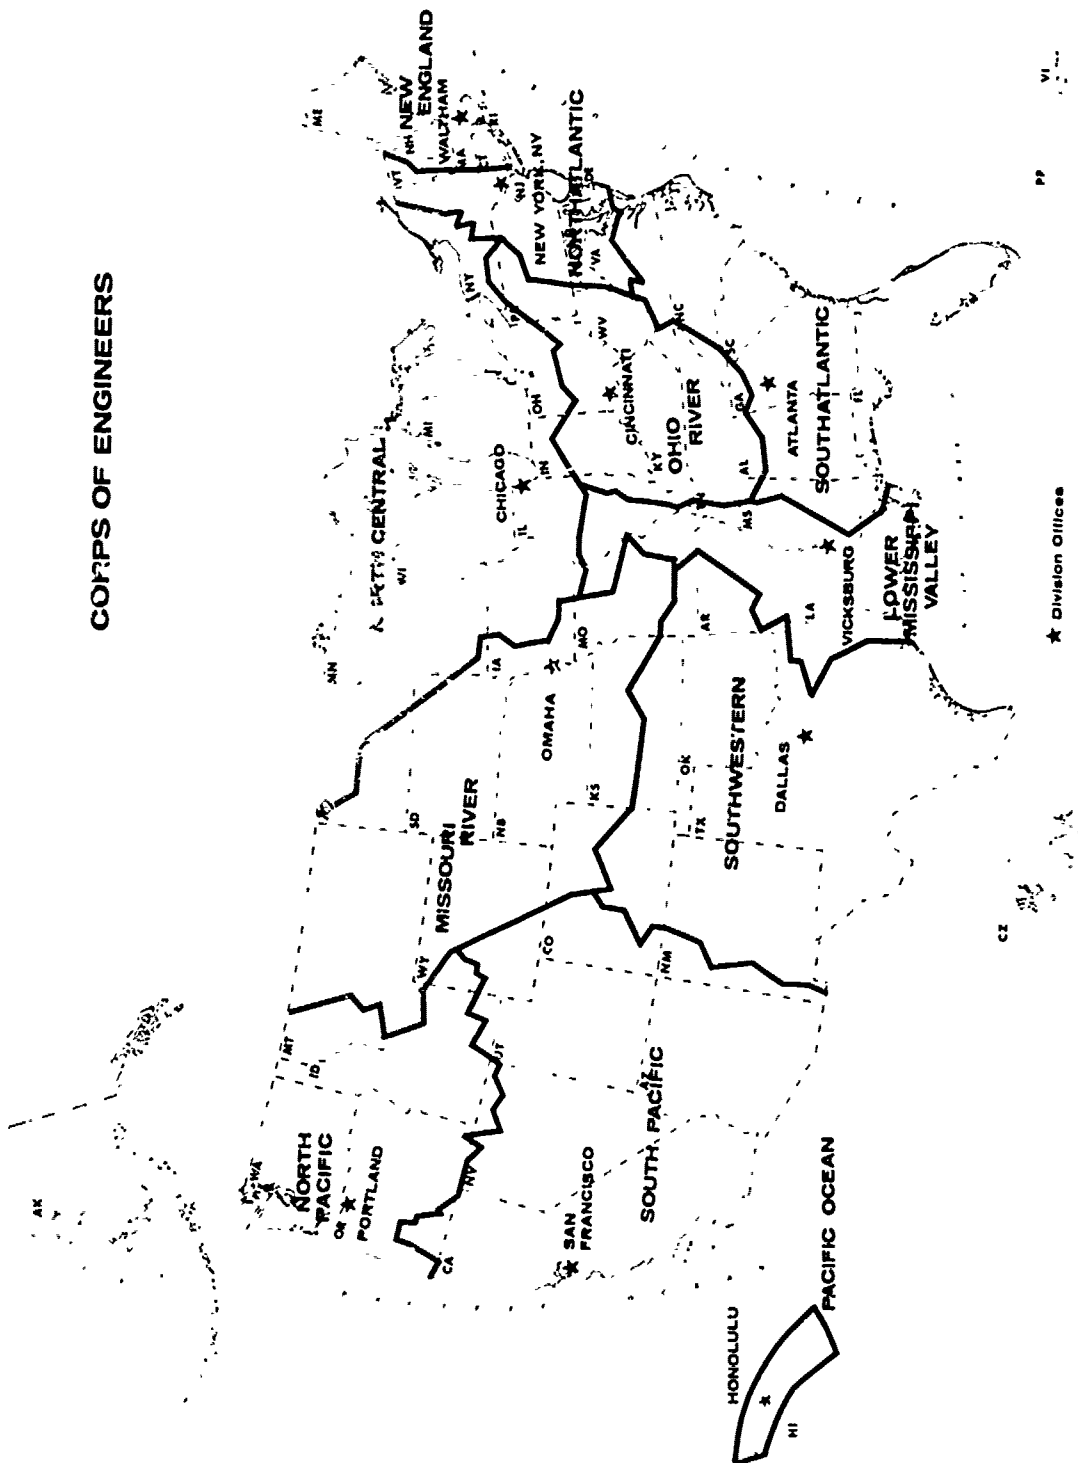 CORPS OF ENGINEERS
AK
WA
NORTH
PACIFIC
OR
PORTLAND
MT
ID
WY
MISSOURI
RIVER
SD
NB
MN
NORTH CENTRAL
WI
MI
NY
VT
NH
ME
NEW
ENGLAND
WALTHAM
MA
CT
RI
NEW YORK, NY
NJ
NORTH ATLANTIC
DE
VA
CA
NV
UT
CO
KS
OMAHA
IA
MO
CHICAGO
IL
IN
OH
WV
CINCINNATI
KY
OHIO
RIVER
NC
SC
SAN
FRANCISCO
SOUTH PACIFIC
AZ
NM
OK
TX
SOUTHWESTERN
DALLAS
AR
LA
MS
AL
GA
ATLANTA
SOUTH ATLANTIC
FL
VICKSBURG
LOWER
MISSISSIPPI
VALLEY
HONOLULU
HI
PACIFIC OCEAN
CZ
PP
VI
★ Division Offices